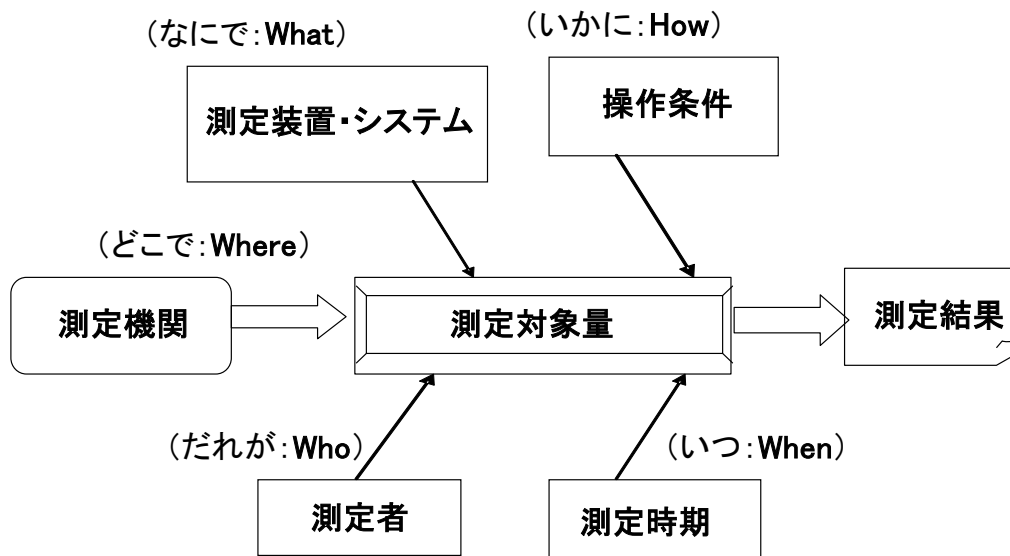 （なにで：What）
（いかに：How）
測定装置・システム
操作条件
（どこで：Where）
測定機関
測定対象量
測定結果
（だれが：Who）
（いつ：When）
測定者
測定時期